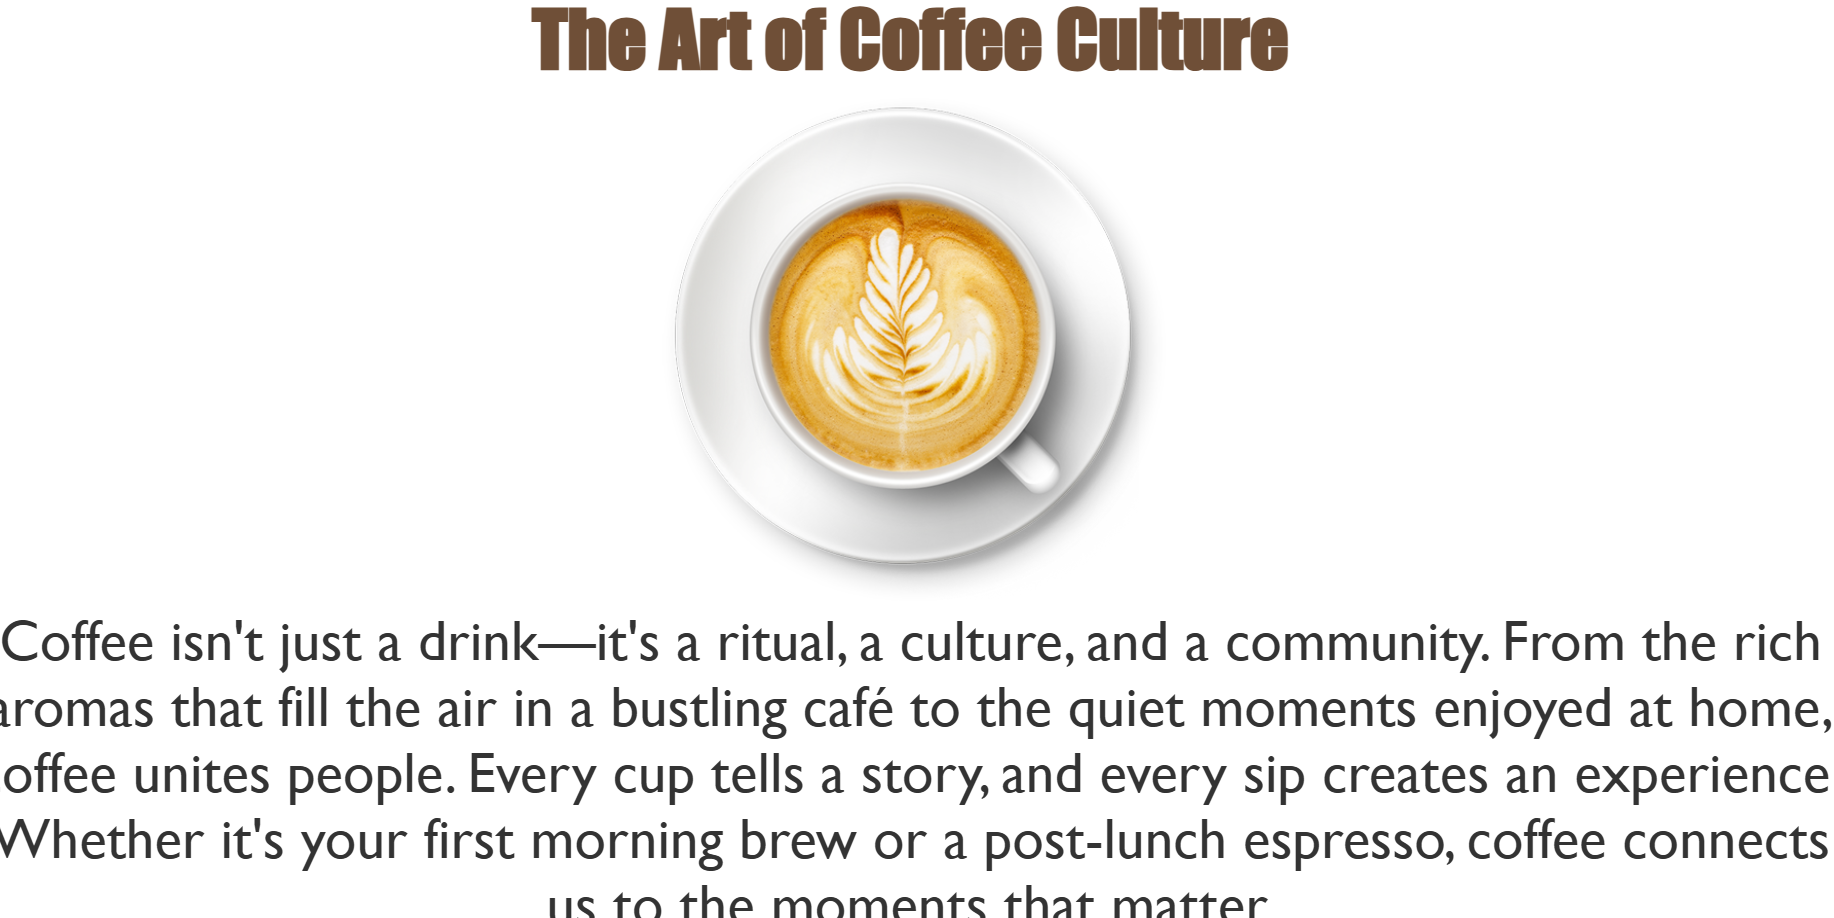 The Art of Coffee Culture
Coffee isn't just a drink—it's a ritual, a culture, and a community. From the rich
aromas that fill the air in a bustling café to the quiet moments enjoyed at home,
offee unites people. Every cup tells a story, and every sip creates an experience
Whether it's your first morning brew or a post-lunch espresso, coffee connects
us to the moments that matter